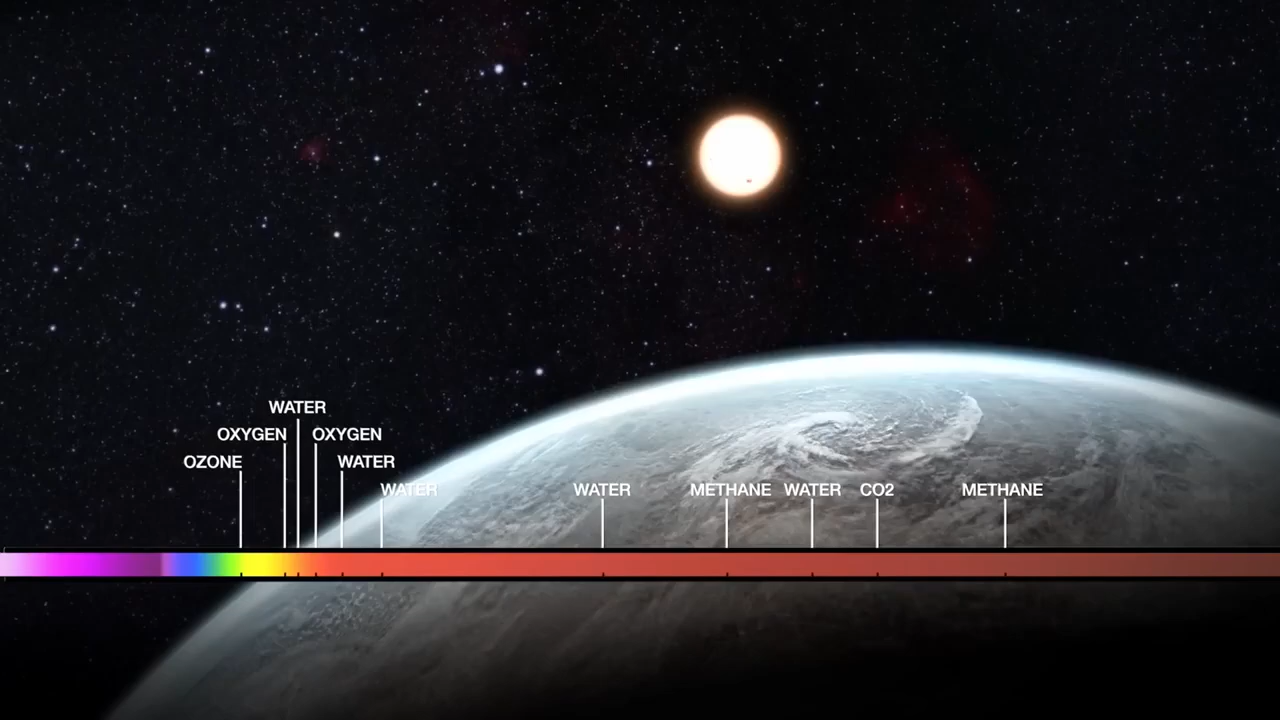 WATER
OXYGEN OXYGEN
OZONE WATER
WATER WATER METHANE WATER CO2 METHANE